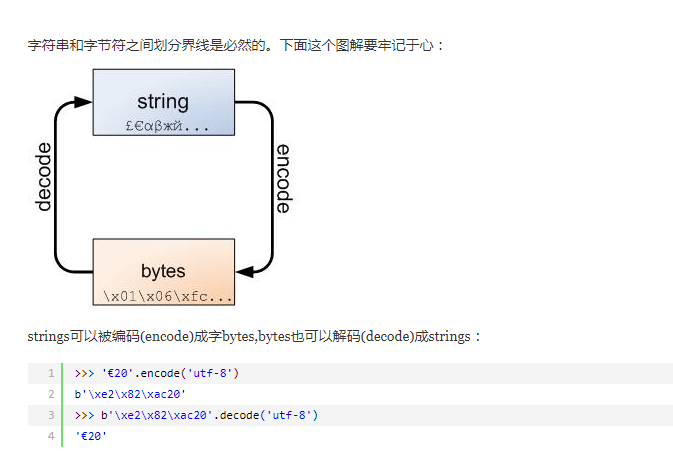 字符串和字节符之间划分界线是必然的。下面这个图解要牢记于心：
string
£€αβжй...
decode
encode
bytes
\x01\x06\xfc...
strings可以被编码(encode)成字bytes,bytes也可以解码(decode)成strings：
1 >>> '€20'.encode('utf-8')
2 b'\xe2\x82\xac20'
3 >>> b'\xe2\x82\xac20'.decode('utf-8')
4 '€20'